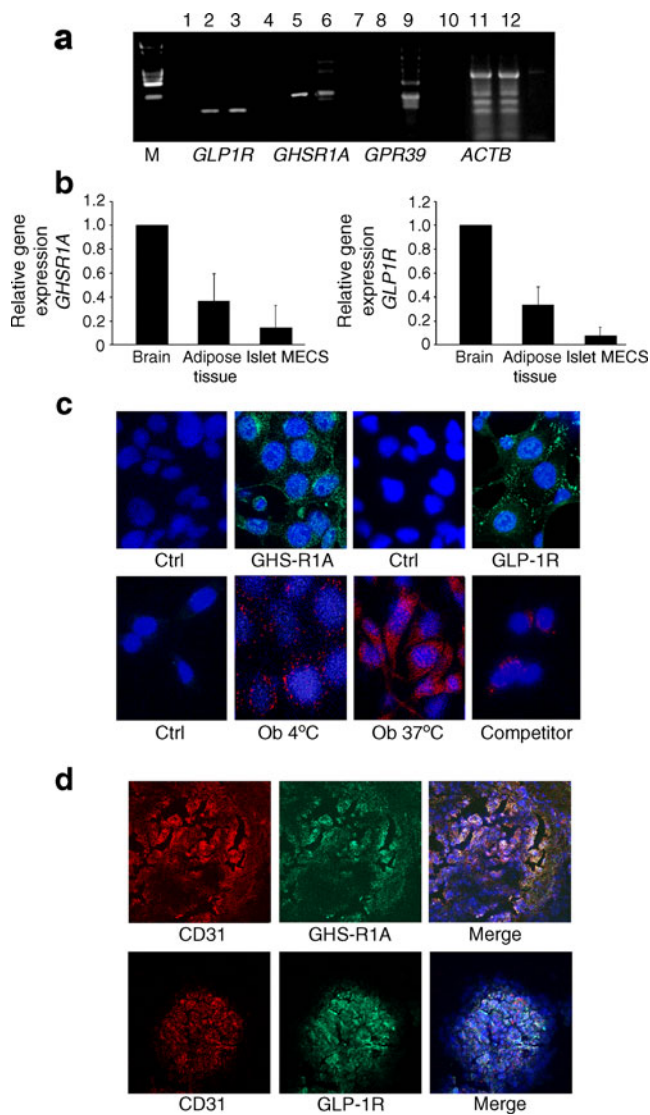 a
1 2 3 4 5 6 7 8 9 10 11 12
M GLP1R GHSR1A GPR39 ACTB
b
Relative gene
expression
GHSR1A
1.2
1.0
0.8
0.6
0.4
0.2
0
Brain Adipose Islet MECS
tissue
Relative gene
expression
GLP1R
1.2
1.0
0.8
0.6
0.4
0.2
0
Brain Adipose Islet MECS
tissue
c
Ctrl GHS-R1A Ctrl GLP-1R
Ctrl Ob 4ºC Ob 37ºC Competitor
d
CD31 GHS-R1A Merge
CD31 GLP-1R Merge